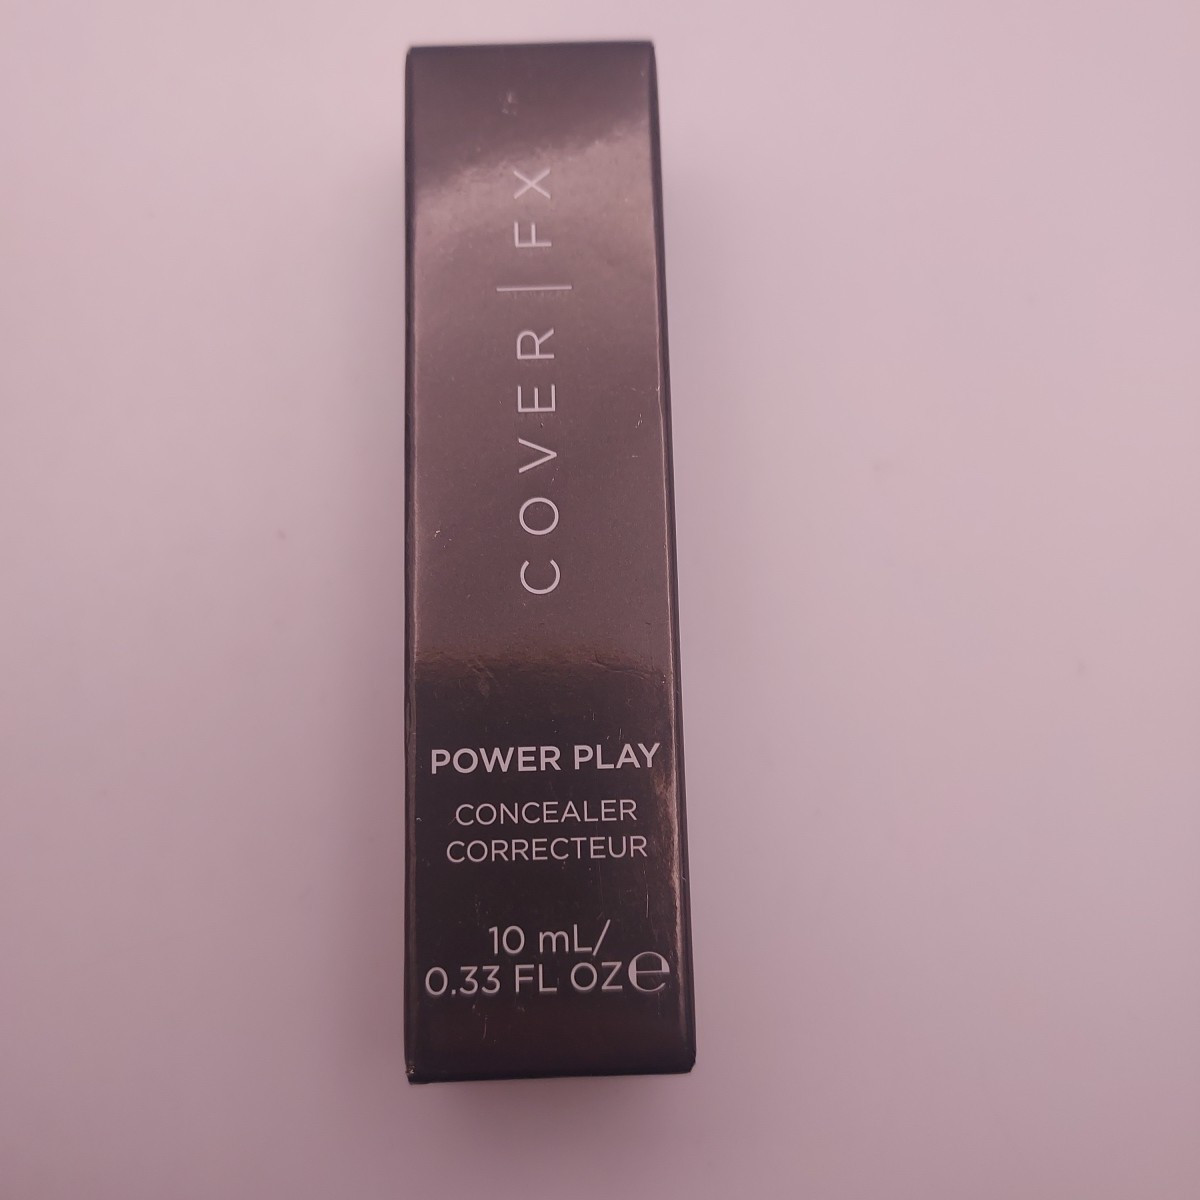 COVER | FX
POWER PLAY
CONCEALER
CORRECTEUR
10 mL/
0.33 FL OZ ℮